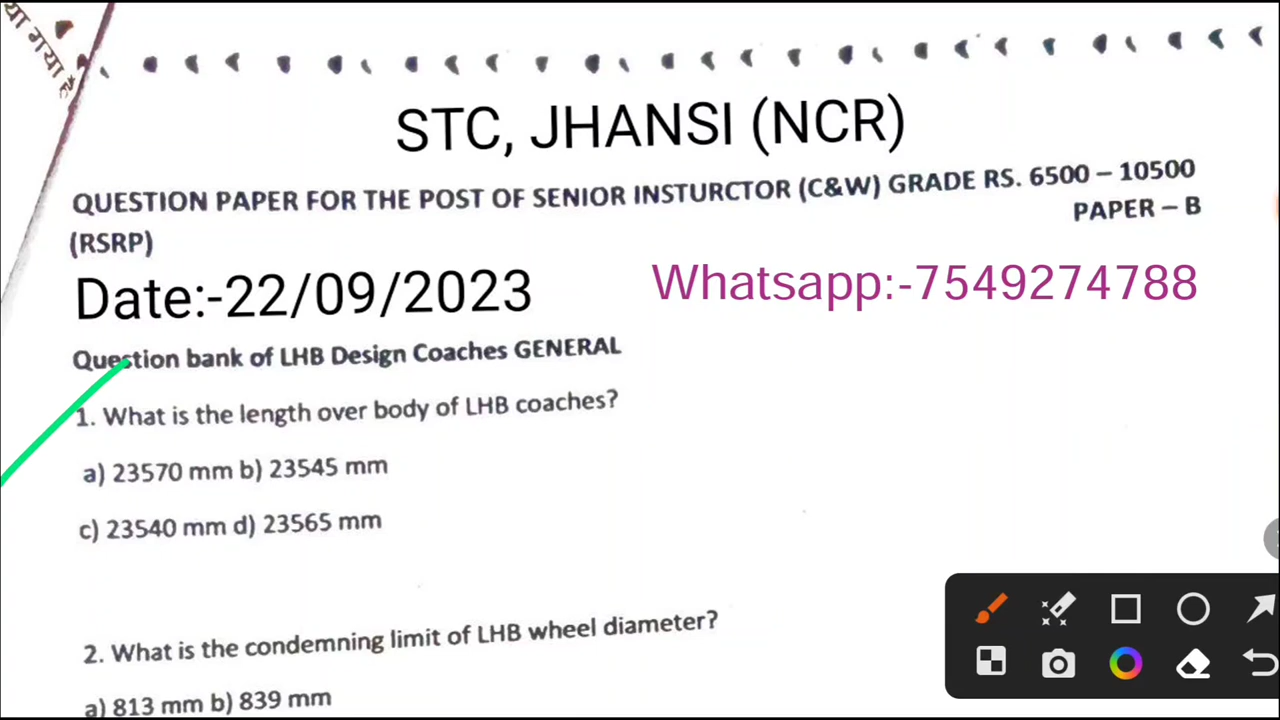 STC, JHANSI (NCR)
QUESTION PAPER FOR THE POST OF SENIOR INSTURCTOR (C&W) GRADE RS. 6500 – 10500
(RSRP)
PAPER – B
Date:-22/09/2023
Whatsapp:-7549274788
Question bank of LHB Design Coaches GENERAL
1. What is the length over body of LHB coaches?
a) 23570 mm b) 23545 mm
c) 23540 mm d) 23565 mm
2. What is the condemning limit of LHB wheel diameter?
a) 813 mm b) 839 mm